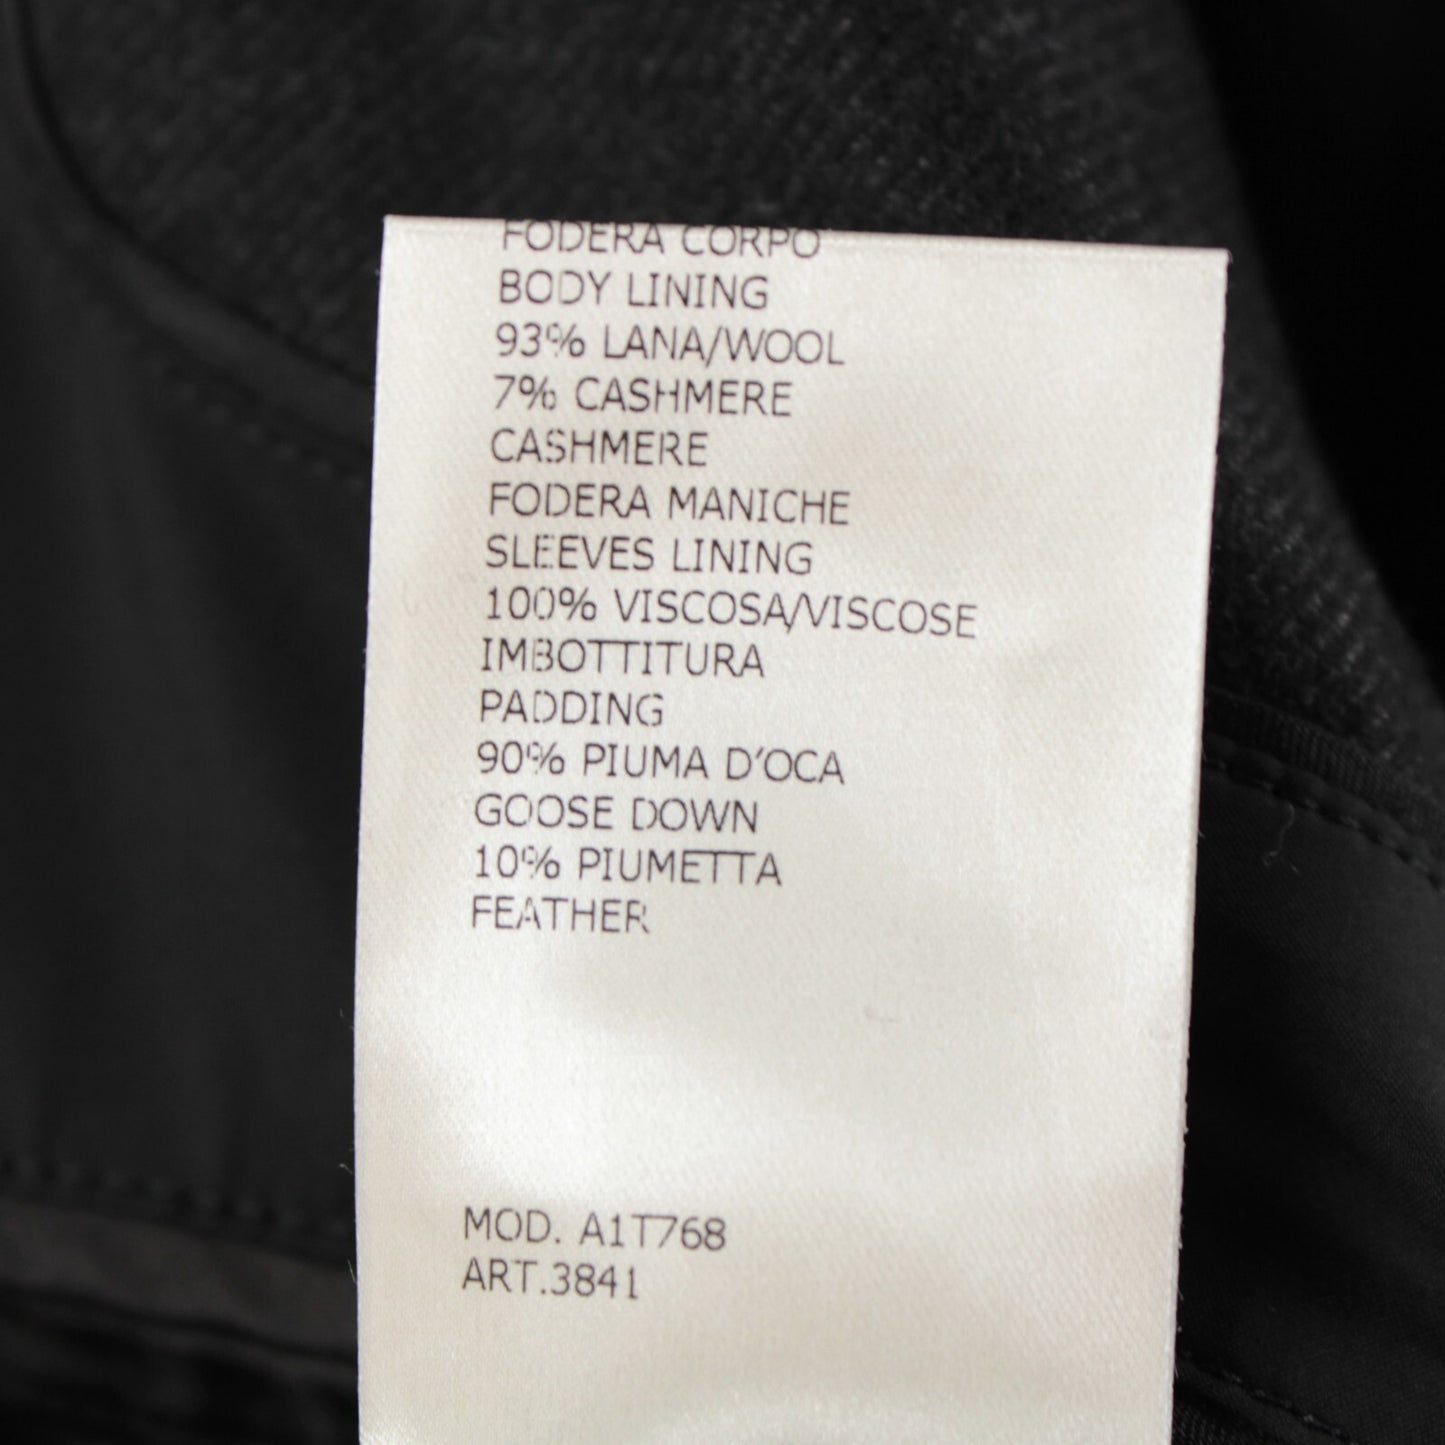 FODERA CORPO
BODY LINING
93% LANA/WOOL
7% CASHMERE
CASHMERE
FODERA MANICHE
SLEEVES LINING
100% VISCOSA/VISCOSE
IMBOTTITURA
PADDING
90% PIUMA D'OCA
GOOSE DOWN
10% PIUMETTA
FEATHER
MOD. A1T768
ART.3841